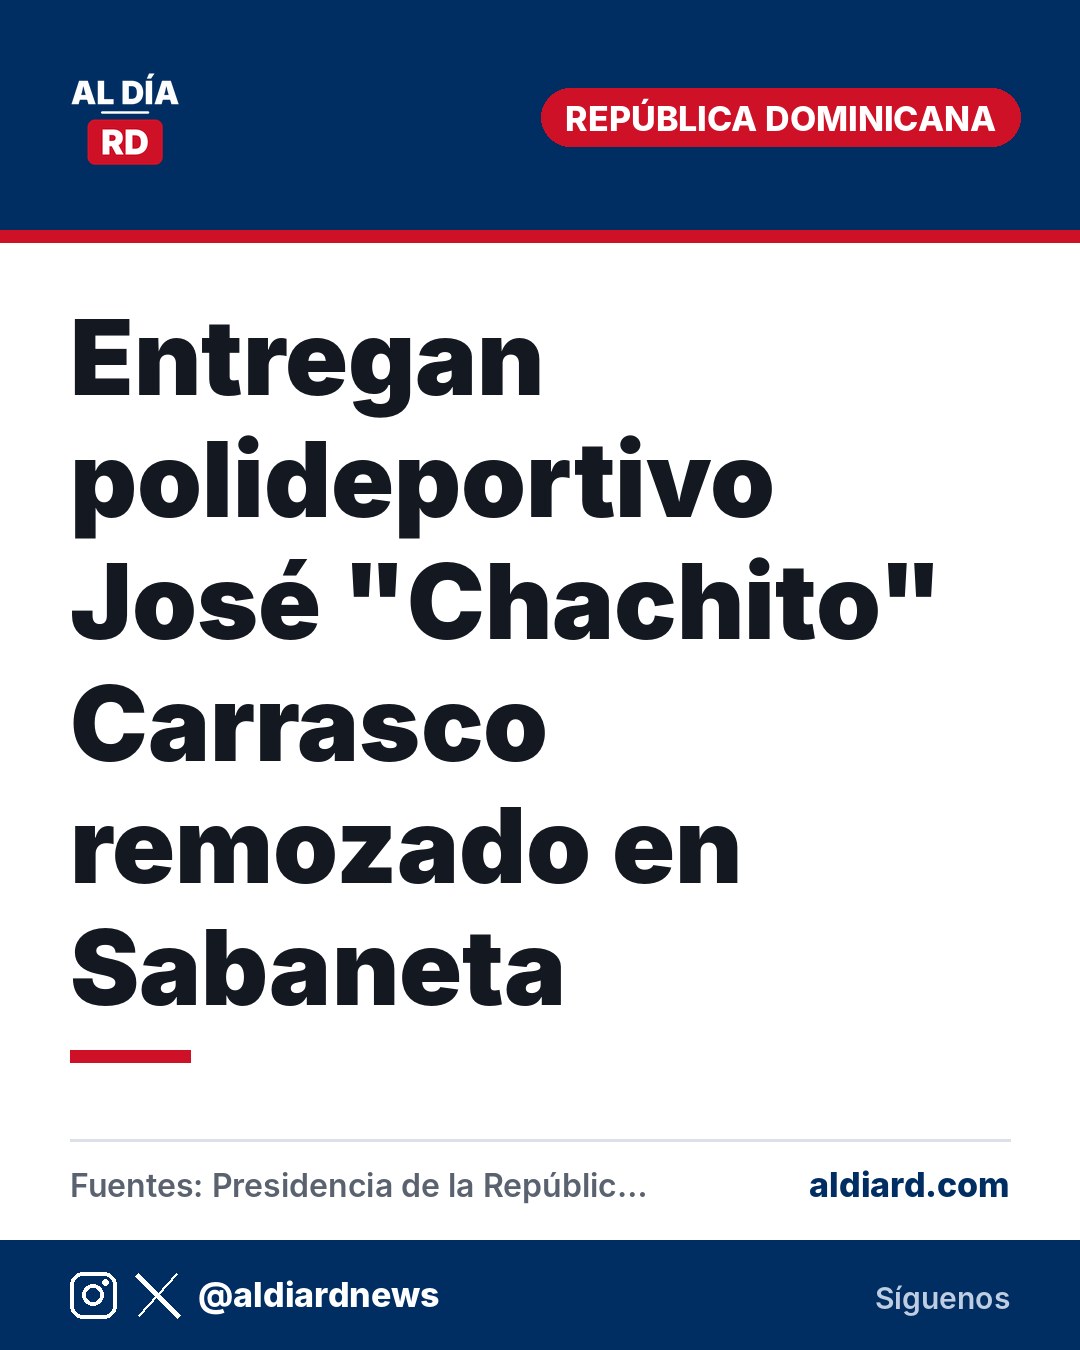 AL DÍA
RD
REPÚBLICA DOMINICANA
Entregan
polideportivo
José "Chachito"
Carrasco
remozado en
Sabaneta
Fuentes: Presidencia de la Repúblic...
aldiard.com
@aldiardnews
Síguenos